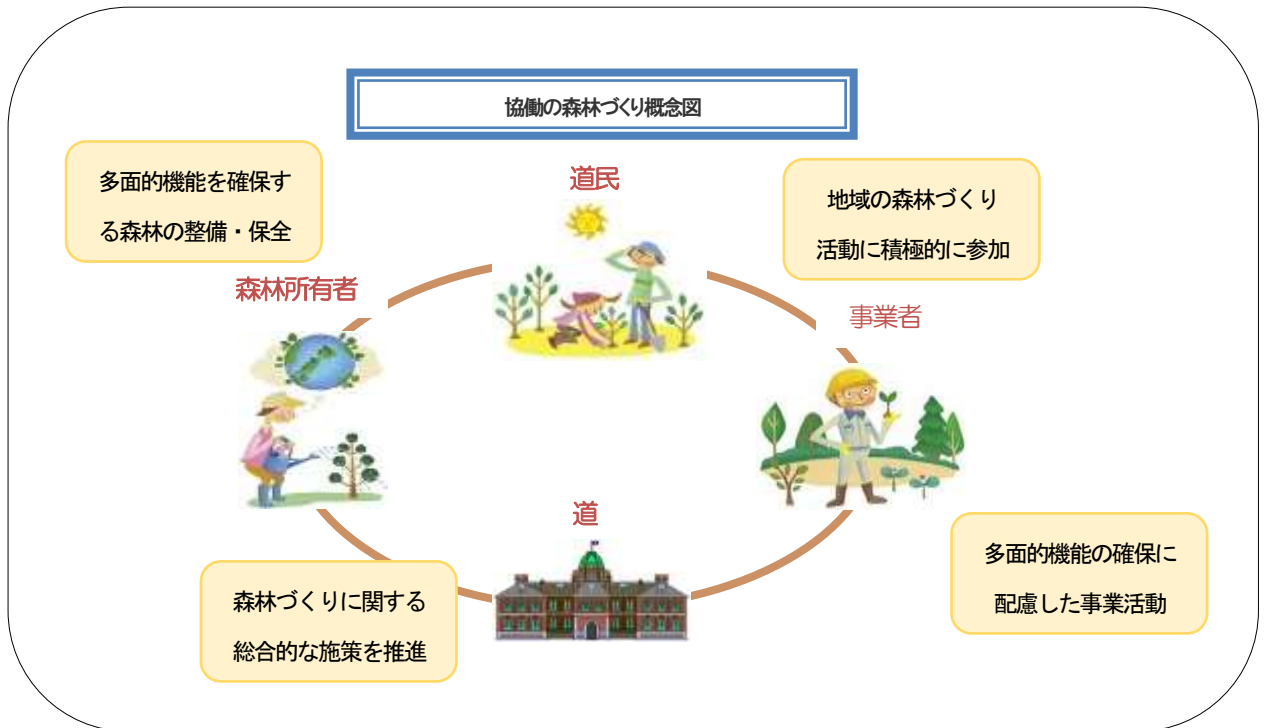 協働の森林づくり概念図
多面的機能を確保す
る森林の整備・保全
道民
地域の森林づくり
活動に積極的に参加
森林所有者
事業者
道
多面的機能の確保に
配慮した事業活動
森林づくりに関する
総合的な施策を推進